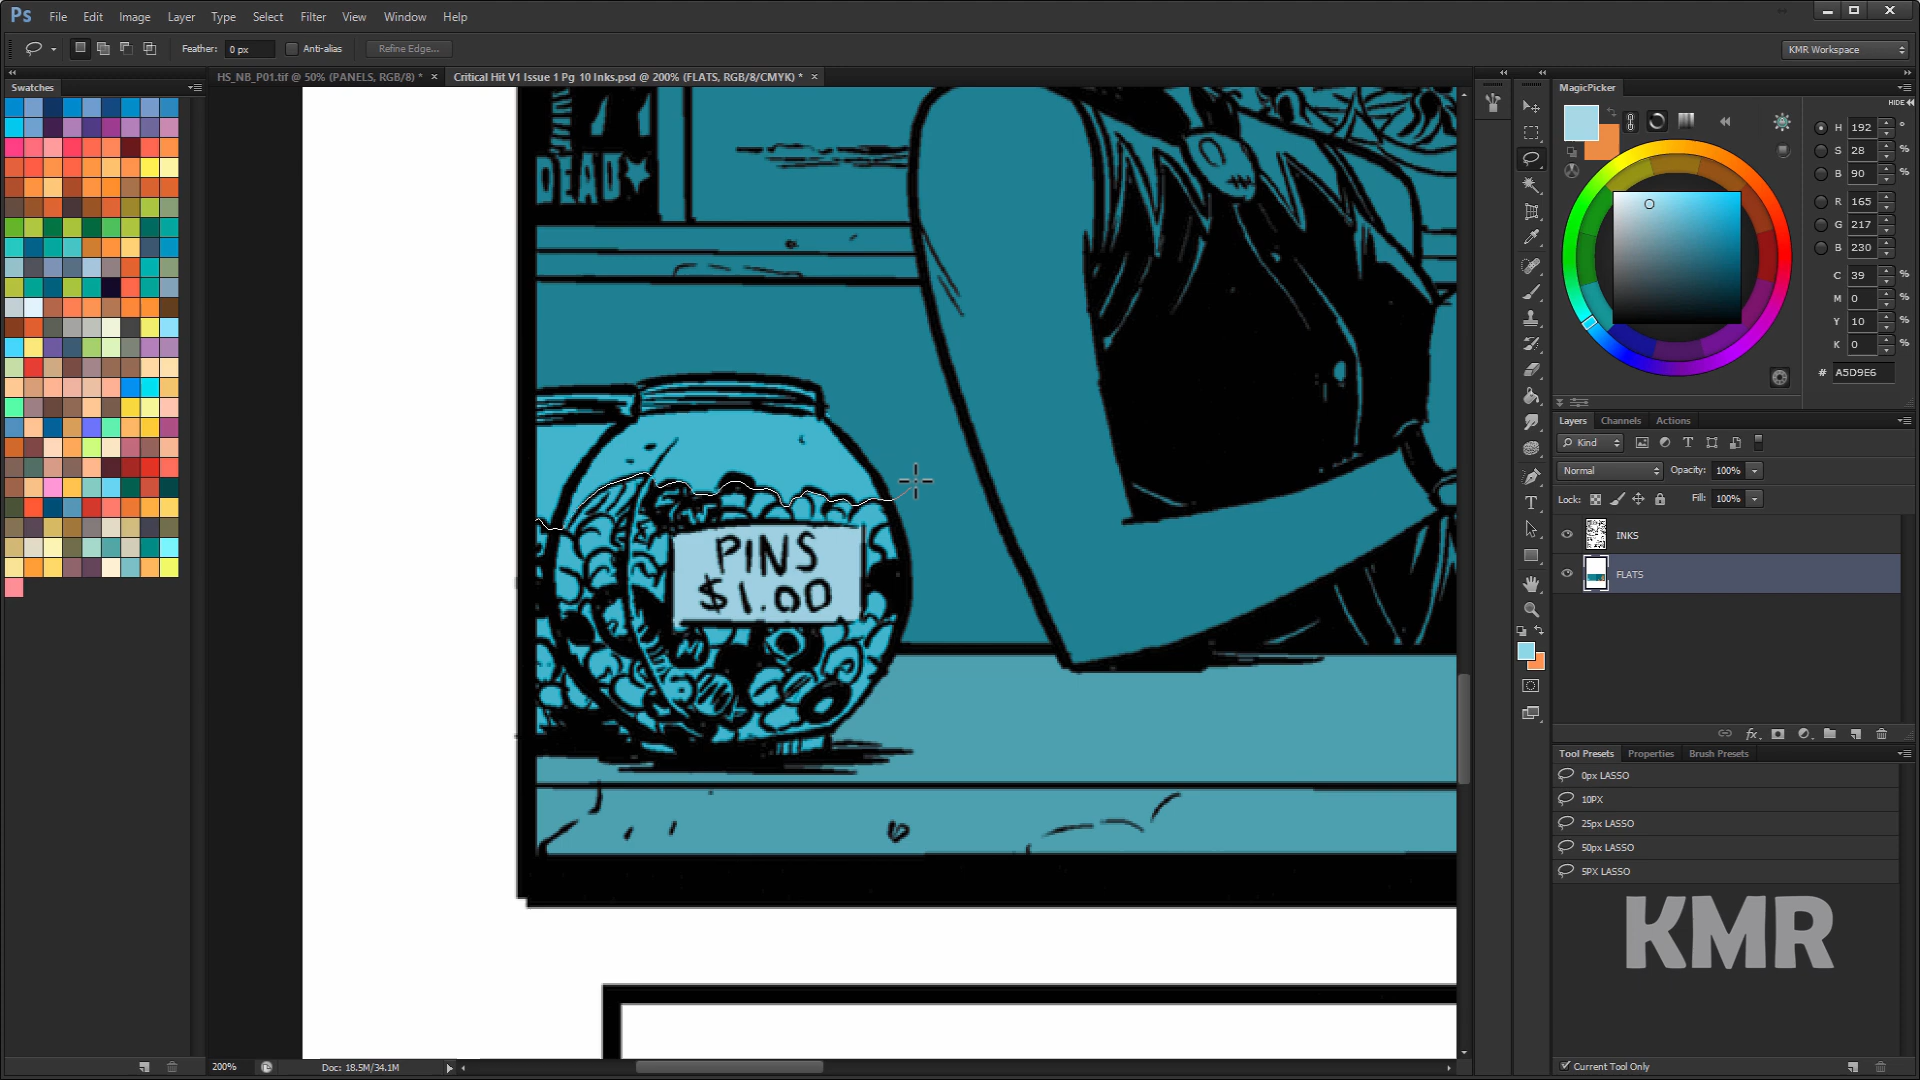 Ps File Edit Image Layer Type Select Filter View Window Help
Feather: 0 px Anti-alias Refine Edge... KMR Workspace
HS_NB_P01.tif @ 50% (PANELS, RGB/8) * × Critical Hit V1 Issue 1 Pg 10 Inks.psd @ 200% (FLATS, RGB/8/CMYK) * ×
Swatches
MagicPicker
HIDE
H 192 °
S 28 %
B 90 %
R 165
G 217
B 230
C 39 %
M 0 %
Y 10 %
K 0 %
# A5D9E6
DEAD
PINS
$1.00
Layers Channels Actions
Kind
Normal Opacity: 100%
Lock: Fill: 100%
INKS
FLATS
fx
Tool Presets Properties Brush Presets
0px LASSO
10PX
25px LASSO
50px LASSO
5PX LASSO
KMR
Current Tool Only
200% Doc: 18.5M/34.1M